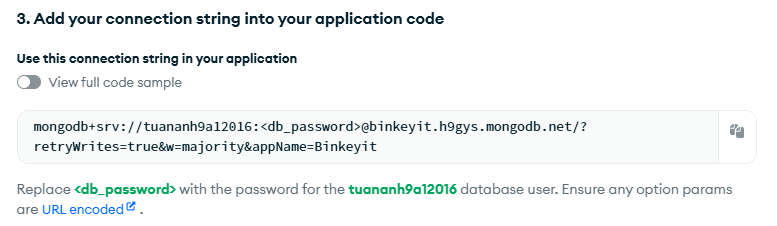 3. Add your connection string into your application code
Use this connection string in your application
View full code sample
mongodb+srv://tuananh9a12016:<db_password>@binkeyit.h9gys.mongodb.net/?
retryWrites=true&w=majority&appName=Binkeyit
Replace <db_password> with the password for the tuananh9a12016 database user. Ensure any option params
are URL encoded .